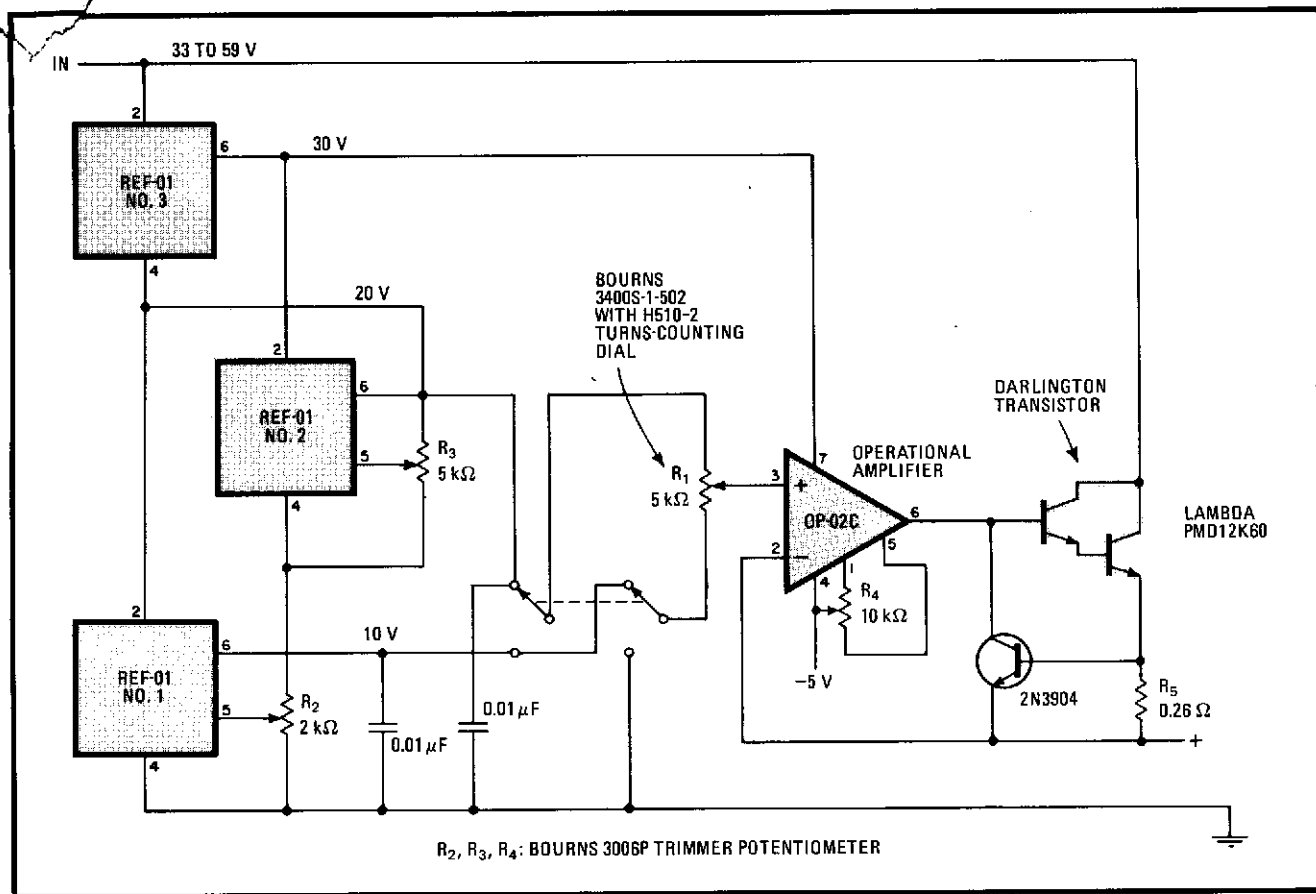 33 TO 59 V
IN
2
REF-01
NO. 3
6
30 V
4
20 V
2
REF-01
NO. 2
6
5
4
R3
5 kΩ
BOURNS
3400S-1-502
WITH H510-2
TURNS-COUNTING
DIAL
R1
5 kΩ
3
+
7
OPERATIONAL
AMPLIFIER
OP-02C
6
2
−
5
4
1
R4
10 kΩ
−5 V
DARLINGTON
TRANSISTOR
LAMBDA
PMD12K60
2N3904
R5
0.26 Ω
+
2
REF-01
NO. 1
6
10 V
5
4
R2
2 kΩ
0.01 µF
0.01 µF
R2, R3, R4: BOURNS 3006P TRIMMER POTENTIOMETER